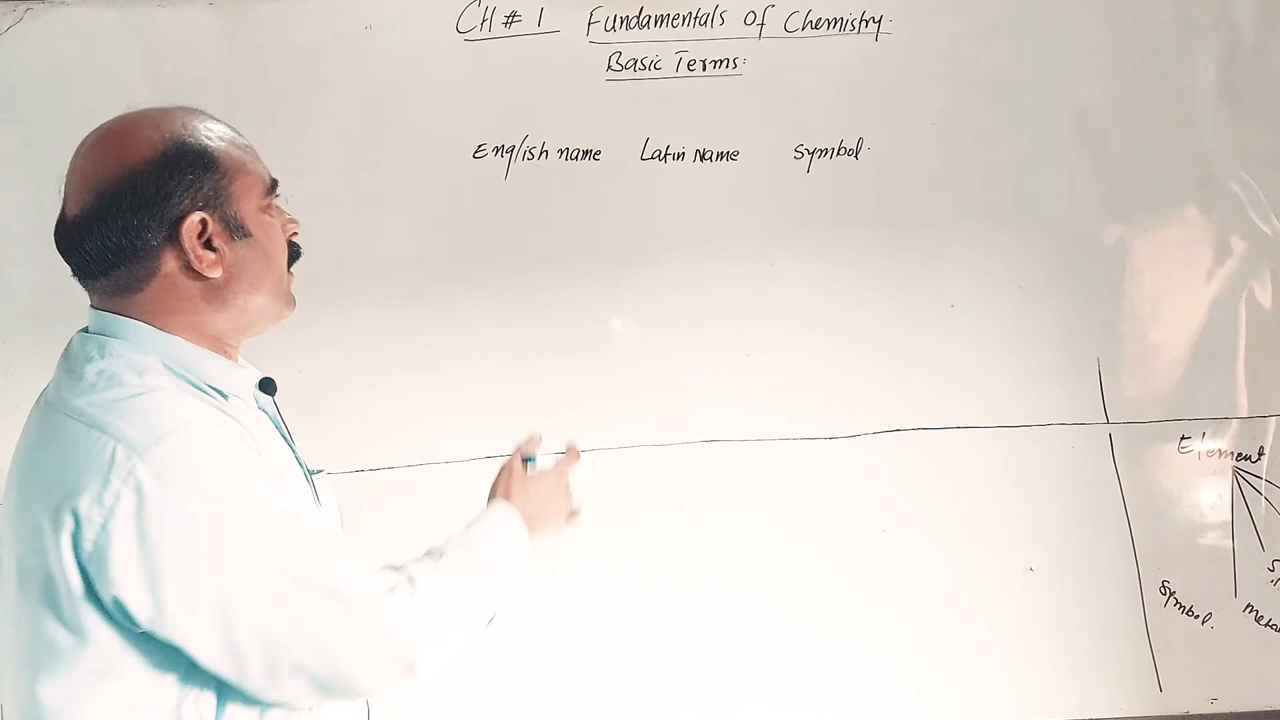 CH # 1 Fundamentals of Chemistry.
Basic Terms:
English name Latin Name Symbol.
Element
Symbol.